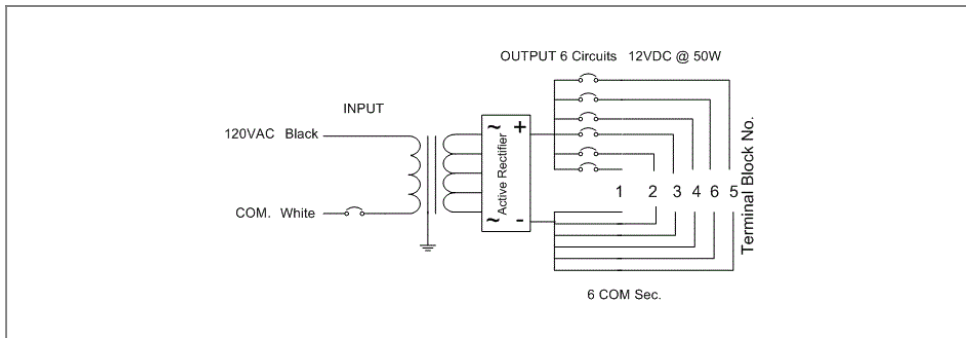 OUTPUT 6 Circuits 12VDC @ 50W
INPUT
120VAC Black
COM. White
~ +
Active Rectifier
~ -
1 2 3 4 6 5
Terminal Block No.
6 COM Sec.